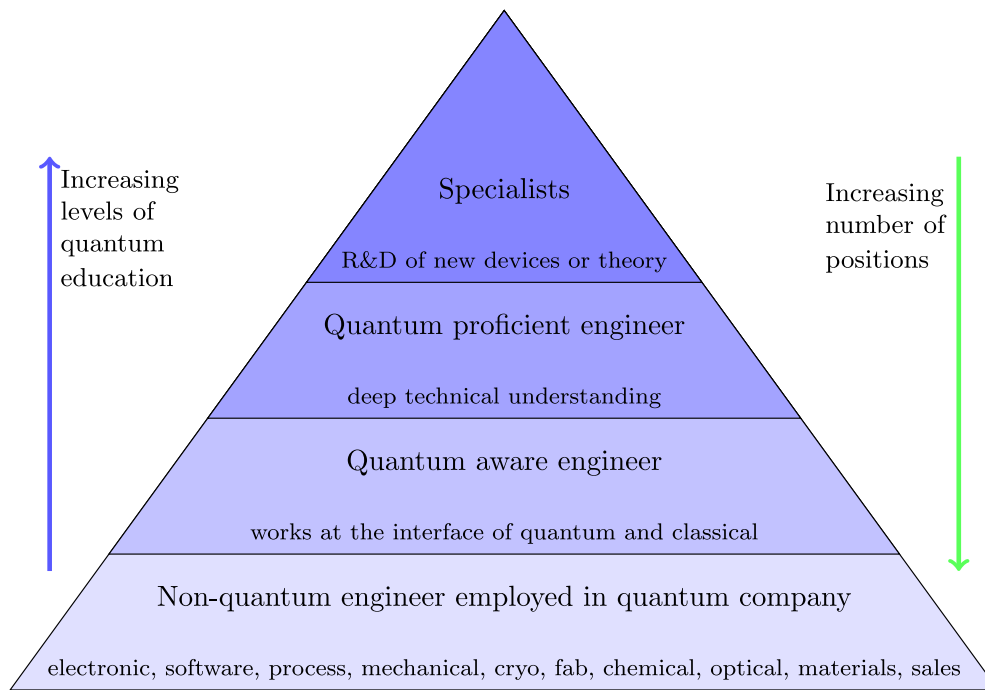 Increasing
levels of
quantum
education
Increasing
number of
positions
Specialists
R&D of new devices or theory
Quantum proficient engineer
deep technical understanding
Quantum aware engineer
works at the interface of quantum and classical
Non-quantum engineer employed in quantum company
electronic, software, process, mechanical, cryo, fab, chemical, optical, materials, sales